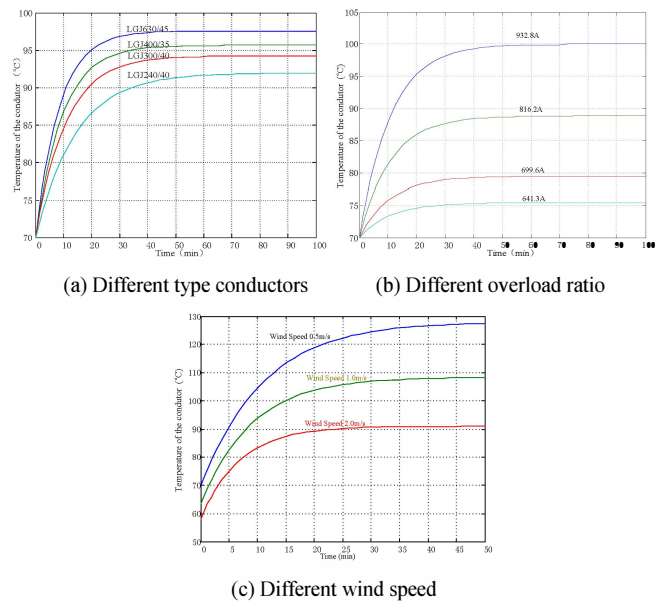 Temperature of the condutor (°C)
100
95
90
85
80
75
70
LGJ630/45
LGJ400/35
LGJ300/40
LGJ240/40
0 10 20 30 40 50 60 70 80 90 100
Time (min)
(a) Different type conductors
Temperature of the condutor (°C)
105
100
95
90
85
80
75
70
932.8A
816.2A
699.6A
641.3A
0 10 20 30 40 50 60 70 80 90 100
Time (min)
(b) Different overload ratio
Temperature of the condutor (°C)
130
120
110
100
90
80
70
60
50
Wind Speed 0.5m/s
Wind Speed 1.0m/s
Wind Speed 2.0m/s
0 5 10 15 20 25 30 35 40 45 50
Time (min)
(c) Different wind speed